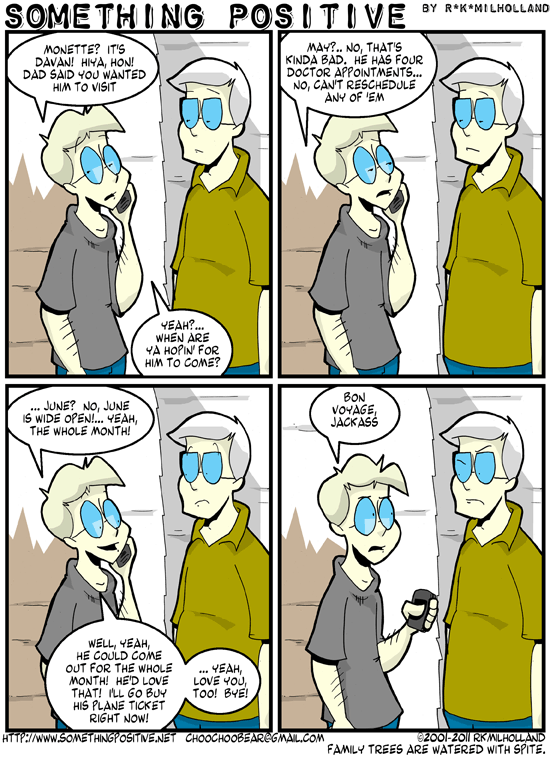 SOMETHING POSITIVE BY R*K*MILHOLLAND
MONETTE? IT'S
DAVAN! HIYA, HON!
DAD SAID YOU WANTED
HIM TO VISIT
YEAH?...
WHEN ARE
YA HOPIN' FOR
HIM TO COME?
MAY?.. NO, THAT'S
KINDA BAD. HE HAS FOUR
DOCTOR APPOINTMENTS...
NO, CAN'T RESCHEDULE
ANY OF 'EM
... JUNE? NO, JUNE
IS WIDE OPEN!... YEAH,
THE WHOLE MONTH!
WELL, YEAH,
HE COULD COME
OUT FOR THE WHOLE
MONTH! HE'D LOVE
THAT! I'LL GO BUY
HIS PLANE TICKET
RIGHT NOW!
... YEAH,
LOVE YOU,
TOO! BYE!
BON
VOYAGE,
JACKASS
HTTP://WWW.SOMETHINGPOSITIVE.NET CHOOCHOOBEAR@GMAIL.COM ©2001-2011 RKMILHOLLAND
FAMILY TREES ARE WATERED WITH SPITE.